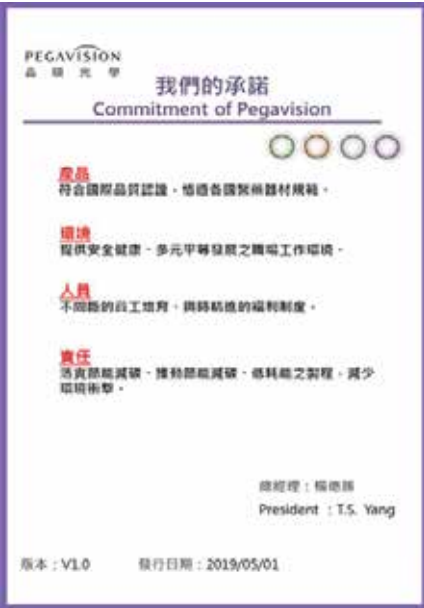 PEGAVISION
晶碩光學
我們的承諾
Commitment of Pegavision
產品
符合國際品質認證，恪遵各國醫療器材規範。
環境
提供安全健康、多元平等發展之職場工作環境。
人員
不間斷的員工培育、與時精進的福利制度。
責任
落實節能減碳、推動節能減碳、低耗能之製程，減少
環境衝擊。
總經理：楊德勝
President ：T.S. Yang
版本：V1.0 發行日期：2019/05/01